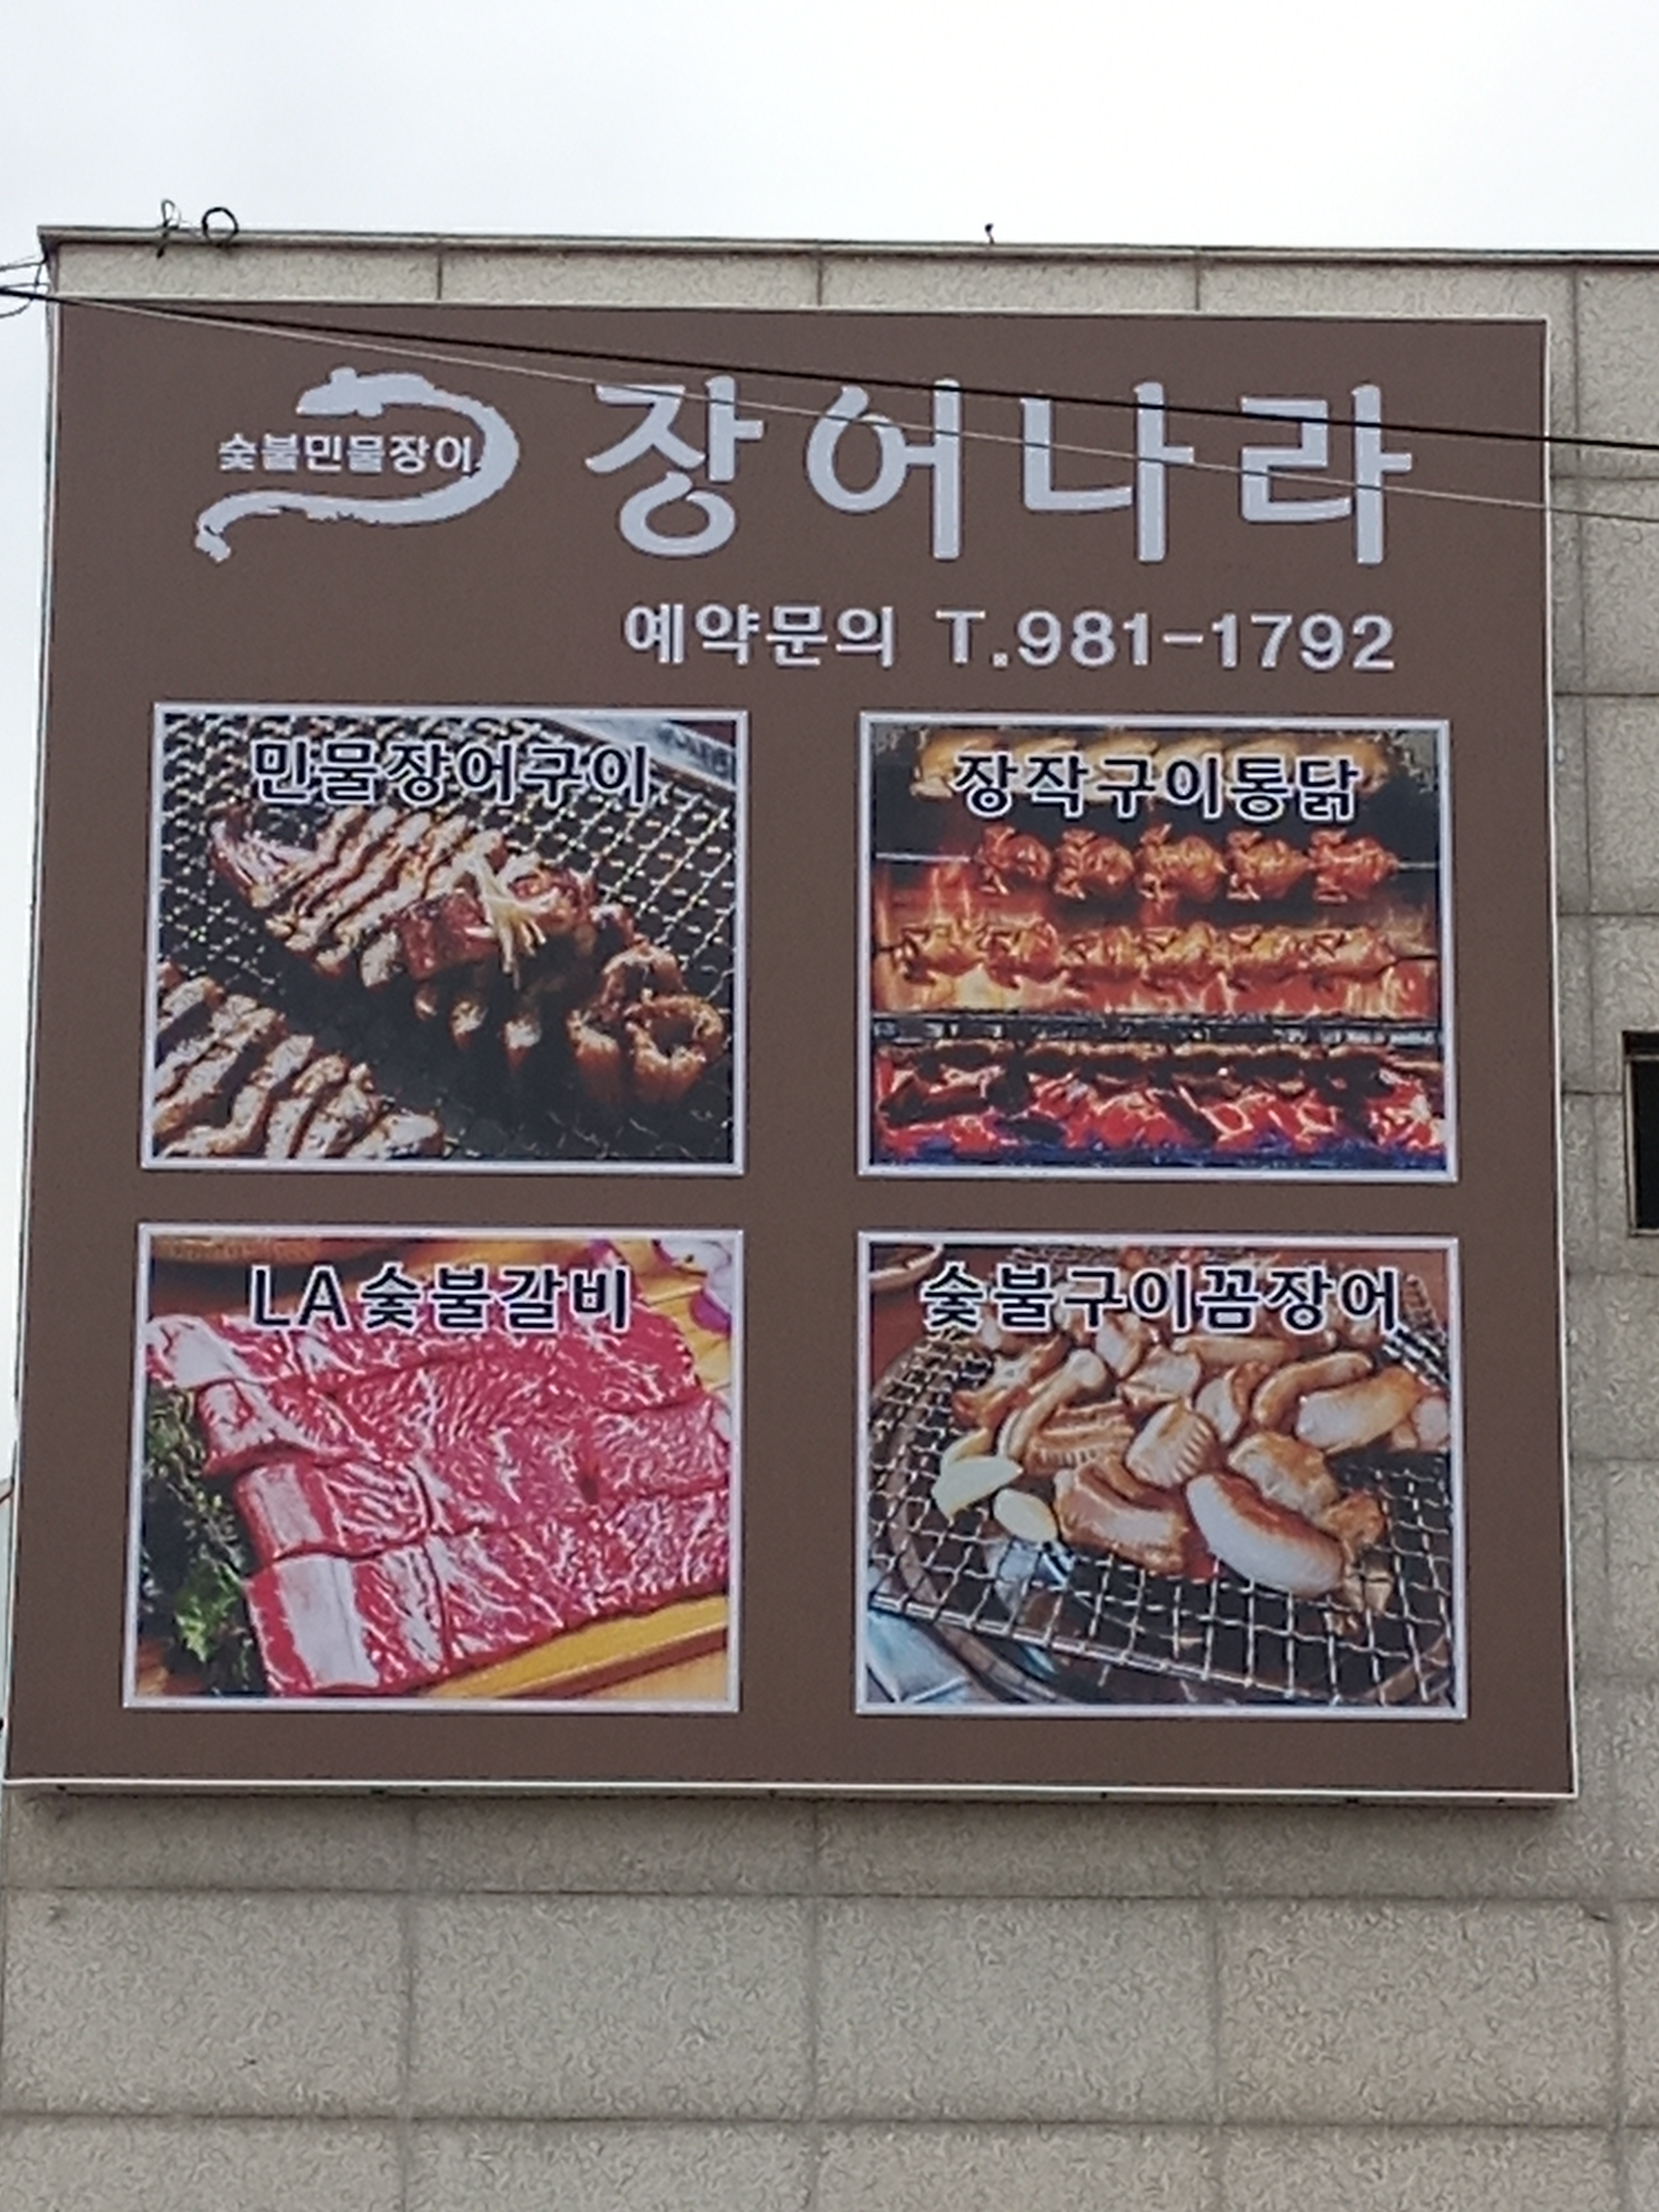 숯불민물장어
장어나라
예약문의 T.981-1792
민물장어구이
장작구이통닭
LA숯불갈비
숯불구이꼼장어